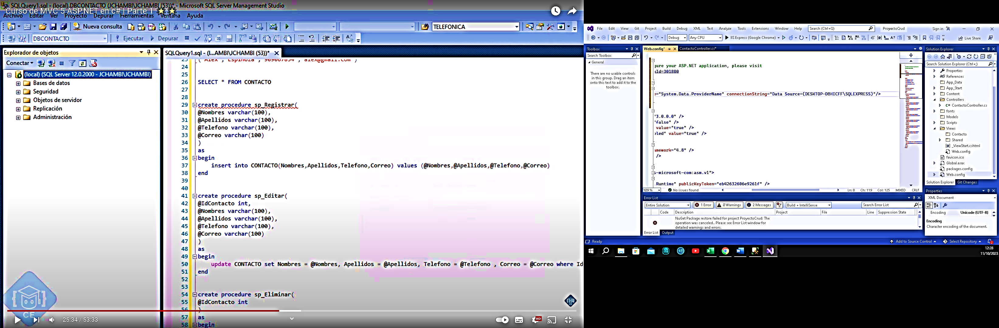 SQLQuery1.sql - (local).DBCONTACTO (JCHAMBI\JCHAMBI (53))* - Microsoft SQL Server Management Studio
Curso de MVC 5 ASP.NET en c# | Parte 1
Archivo Editar Ver Proyecto Depurar Herramientas Ventana Ayuda
Nueva consulta
TELEFONICA
DBCONTACTO
Ejecutar
Depurar
Explorador de objetos
SQLQuery1.sql - (l...AMBI\JCHAMBI (53))*
Conectar
(local) (SQL Server 12.0.2000 - JCHAMBI\JCHAMBI)
Bases de datos
Seguridad
Objetos de servidor
Replicación
Administración
23 ('Alex','Espinoza','909067654','alex@gmail.com')
24
25
26 SELECT * FROM CONTACTO
27
28
29 create procedure sp_Registrar(
30 @Nombres varchar(100),
31 @Apellidos varchar(100),
32 @Telefono varchar(100),
33 @Correo varchar(100)
34 )
35 as
36 begin
37 insert into CONTACTO(Nombres,Apellidos,Telefono,Correo) values (@Nombres,@Apellidos,@Telefono,@Correo)
38 end
39
40
41 create procedure sp_Editar(
42 @IdContacto int,
43 @Nombres varchar(100),
44 @Apellidos varchar(100),
45 @Telefono varchar(100),
46 @Correo varchar(100)
47 )
48 as
49 begin
50 update CONTACTO set Nombres = @Nombres, Apellidos = @Apellidos, Telefono = @Telefono , Correo = @Correo where Id
51 end
52
53
54 create procedure sp_Eliminar(
55 @IdContacto int
56 )
57 as
58 begin
CE
25:34 / 53:33
HD
File Edit View Git Project Build Debug XML Test Analyze Tools Extensions Window Help Search (Ctrl+Q) ProyectoCrud Sign in
Debug Any CPU IIS Express (Google Chrome) Live Share
Toolbox
Search Toolbox
General
There are no usable controls
in this group. Drag an item
onto this text to add it to the
toolbox.
Web.config* ContactoController.cs*
gure your ASP.NET application, please visit
kId=301880
e="System.Data.ProviderName" connectionString="Data Source=(DESKTOP-DBHICFF\SQLEXPRESS)"/>
"3.0.0.0" />
"false" />
value="true" />
bled" value="true" />
amework="4.8" />
/>
s-microsoft-com:asm.v1">
.Runtime" publicKeyToken="eb42632606e9261f" />
109 % No issues found Ln: 8 Ch: 119 Col: 125 MIXED CRLF
Error List
Entire Solution 1 Error 0 Warnings 2 Messages Build + IntelliSense Search Error List
Code Description Project File Line Suppression State
NuGet Package restore failed for project ProyectoCrud: The
operation was canceled.. Please see Error List window for
detailed warnings and errors.
Error List Output
Solution Explorer
Search Solution Explorer (Ctrl+;)
Properties
References
App_Data
App_Start
Content
Controllers
C# ContactoController.cs
fonts
Models
Scripts
Views
Contacto
Shared
_ViewStart.cshtml
Web.config
favicon.ico
Global.asax
packages.config
Web.config
Solution Explorer Git Changes
Properties
XML Document
Encoding Unicode (UTF-8)
Encoding
Character encoding of the document.
Ready
Add to Source Control Select Repository 2
12:28
11/10/2023